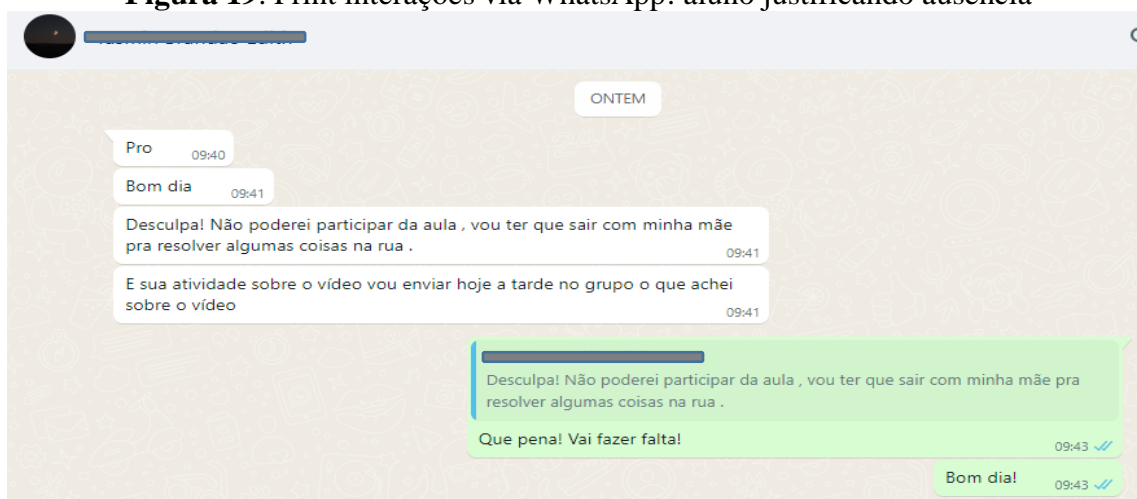 Figura 19: Print interações via WhatsApp: aluno justificando ausência
ONTEM
Pro 09:40
Bom dia 09:41
Desculpa! Não poderei participar da aula , vou ter que sair com minha mãe
pra resolver algumas coisas na rua .
09:41
E sua atividade sobre o vídeo vou enviar hoje a tarde no grupo o que achei
sobre o vídeo
09:41
Desculpa! Não poderei participar da aula , vou ter que sair com minha mãe pra
resolver algumas coisas na rua .
Que pena! Vai fazer falta!
09:43
Bom dia! 09:43